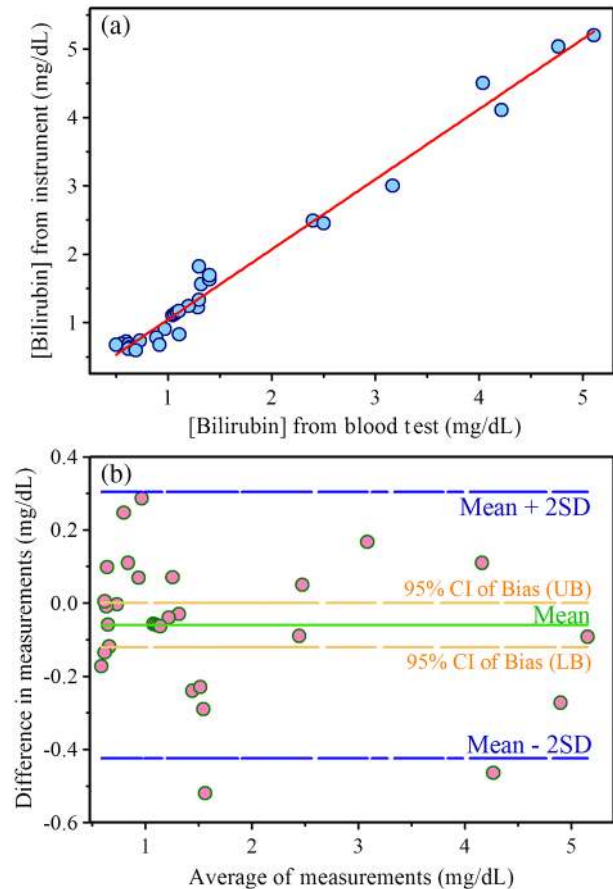 (a)
[Bilirubin] from instrument (mg/dL)
5
4
3
2
1
1 2 3 4 5
[Bilirubin] from blood test (mg/dL)
(b)
Difference in measurements (mg/dL)
0.4
0.2
0.0
-0.2
-0.4
-0.6
Mean + 2SD
95% CI of Bias (UB)
Mean
95% CI of Bias (LB)
Mean - 2SD
1 2 3 4 5
Average of measurements (mg/dL)